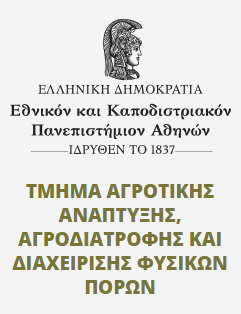 ΕΛΛΗΝΙΚΗ ΔΗΜΟΚΡΑΤΙΑ
Εθνικόν και Καποδιστριακόν
Πανεπιστήμιον Αθηνών
ΙΔΡΥΘΕΝ ΤΟ 1837
ΤΜΗΜΑ ΑΓΡΟΤΙΚΗΣ
ΑΝΑΠΤΥΞΗΣ,
ΑΓΡΟΔΙΑΤΡΟΦΗΣ ΚΑΙ
ΔΙΑΧΕΙΡΙΣΗΣ ΦΥΣΙΚΩΝ
ΠΟΡΩΝ